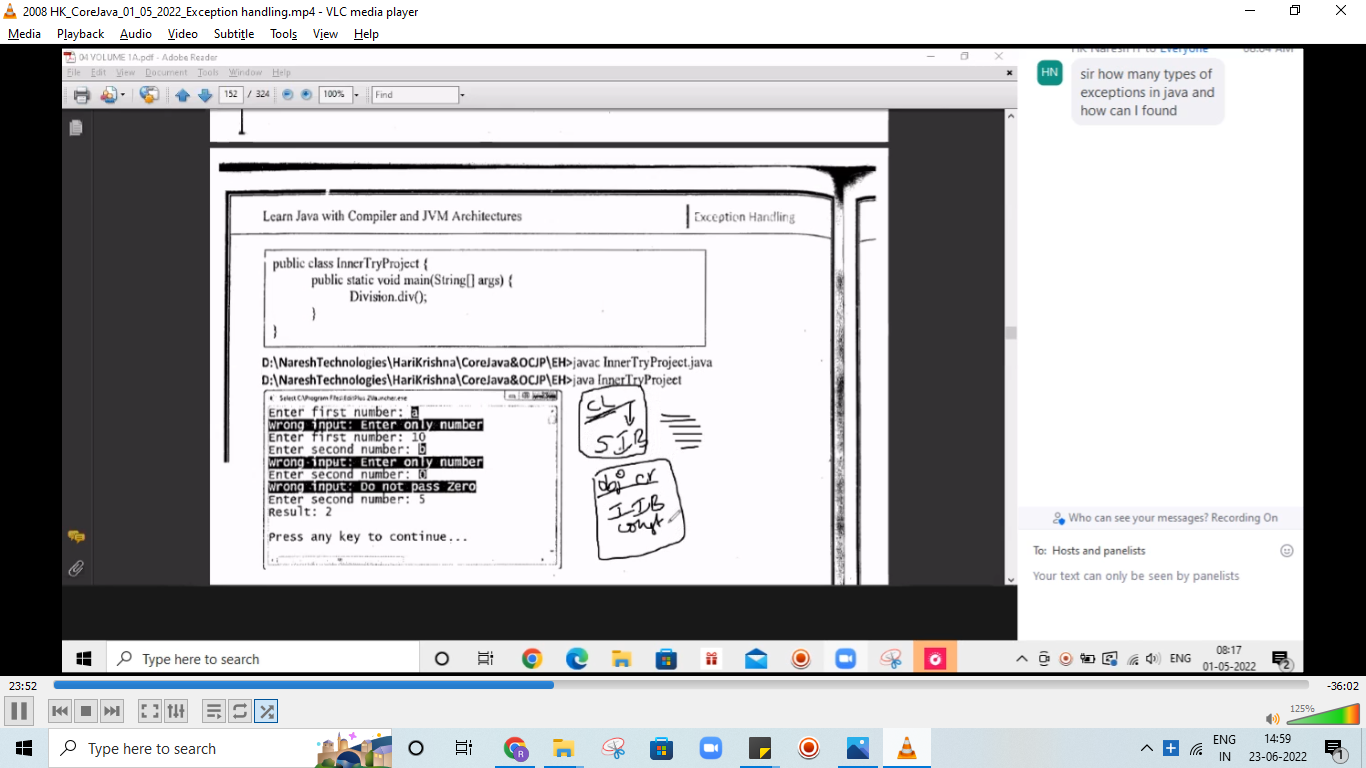 2008 HK_CoreJava_01_05_2022_Exception handling.mp4 - VLC media player
Media Playback Audio Video Subtitle Tools View Help
04 VOLUME 1A.pdf - Adobe Reader
File Edit View Document Tools Window Help
152 / 324 100% Find
Learn Java with Compiler and JVM Architectures Exception Handling
public class InnerTryProject {
public static void main(String[] args) {
Division.div();
}
}
D:\NareshTechnologies\HariKrishna\CoreJava&OCJP\EH>javac InnerTryProject.java
D:\NareshTechnologies\HariKrishna\CoreJava&OCJP\EH>java InnerTryProject
Enter first number: a
Wrong input: Enter only number
Enter first number: 10
Enter second number: b
Wrong input: Enter only number
Enter second number: 0
Wrong input: Do not pass Zero
Enter second number: 5
Result: 2
Press any key to continue...
CL
SIB
obj cr
IIB
const
HK Naresh IT to Everyone 08:04 AM
HN
sir how many types of
exceptions in java and
how can I found
Who can see your messages? Recording On
To: Hosts and panelists
Your text can only be seen by panelists
Type here to search
ENG
08:17
01-05-2022
2
23:52 -36:02
125%
Type here to search
R
ENG
IN
14:59
23-06-2022
1